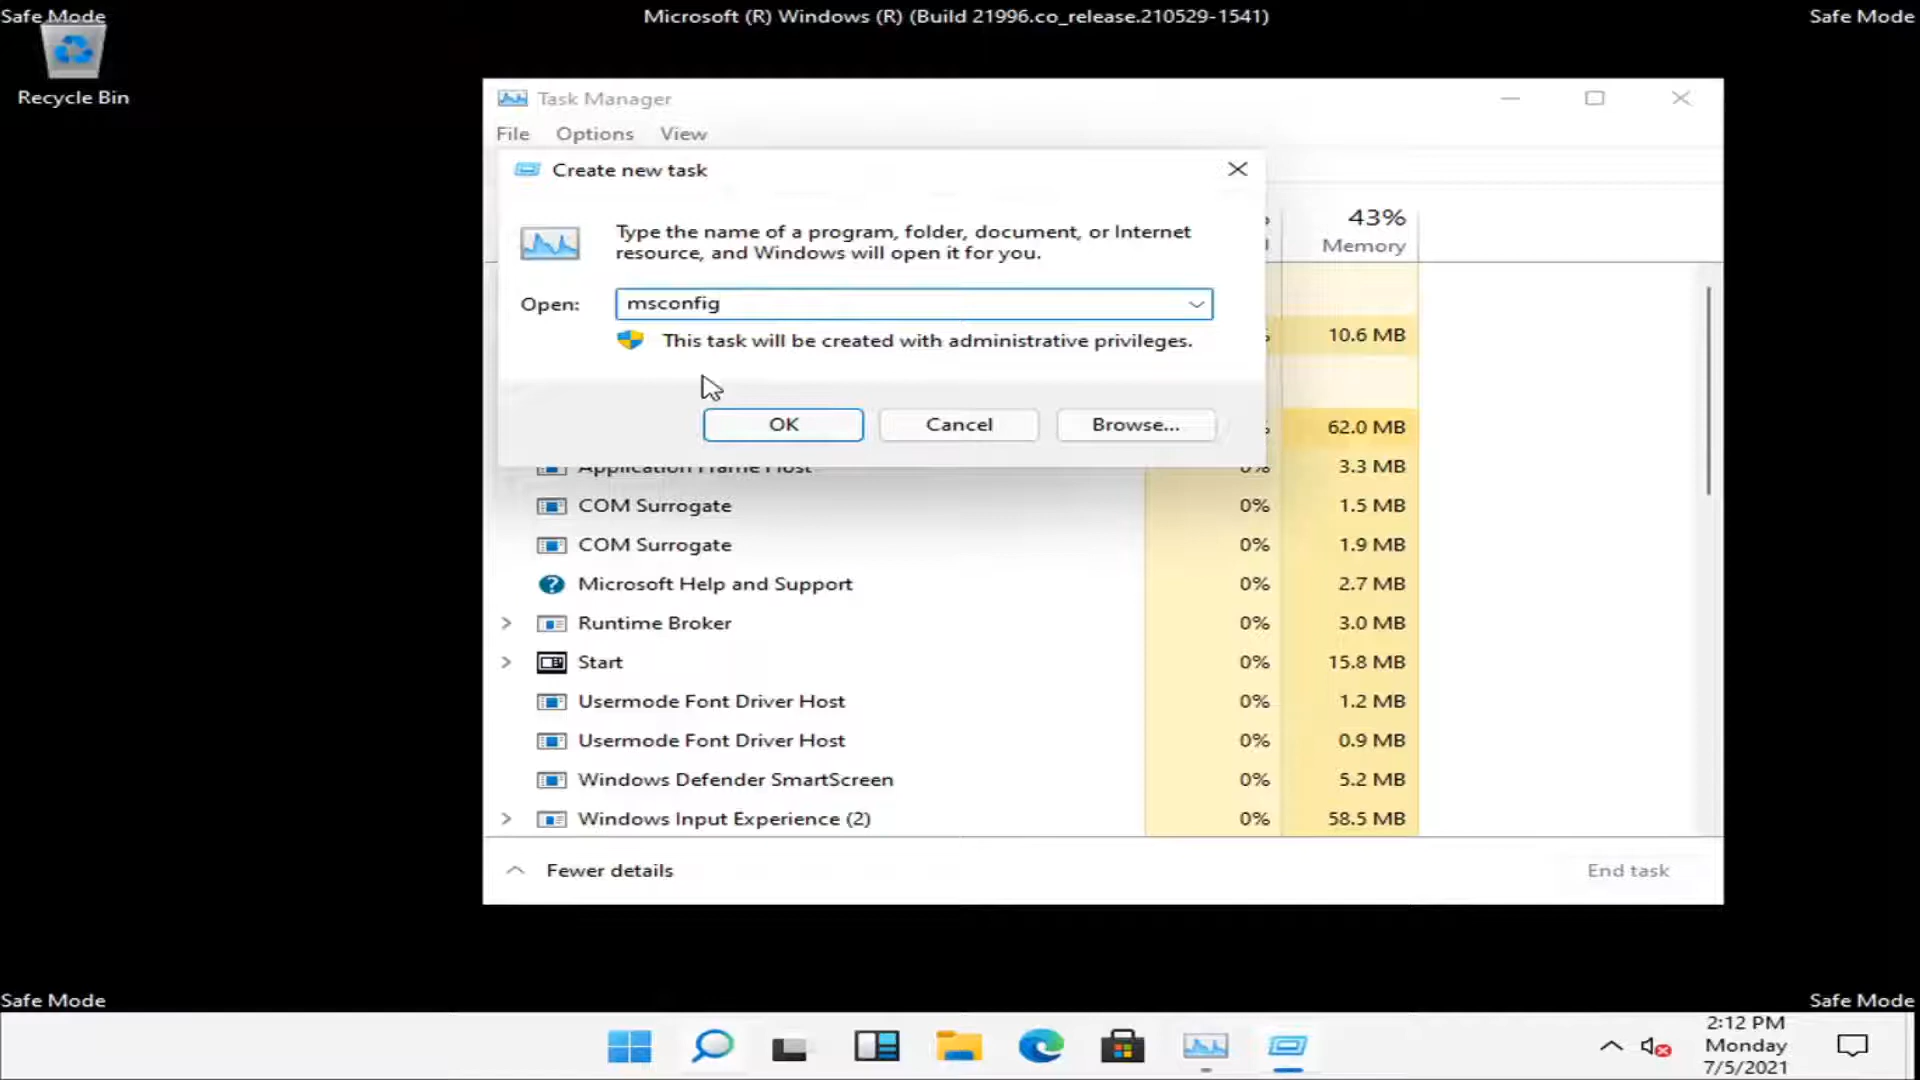 Safe Mode
Microsoft (R) Windows (R) (Build 21996.co_release.210529-1541)
Safe Mode
Recycle Bin
Task Manager
File Options View
Create new task
Type the name of a program, folder, document, or Internet
resource, and Windows will open it for you.
Open: msconfig
This task will be created with administrative privileges.
OK Cancel Browse...
43%
Memory
10.6 MB
62.0 MB
Application Frame Host 0% 3.3 MB
COM Surrogate 0% 1.5 MB
COM Surrogate 0% 1.9 MB
Microsoft Help and Support 0% 2.7 MB
Runtime Broker 0% 3.0 MB
Start 0% 15.8 MB
Usermode Font Driver Host 0% 1.2 MB
Usermode Font Driver Host 0% 0.9 MB
Windows Defender SmartScreen 0% 5.2 MB
Windows Input Experience (2) 0% 58.5 MB
Fewer details
End task
Safe Mode
Safe Mode
2:12 PM
Monday
7/5/2021